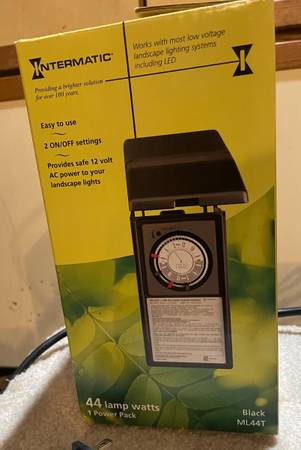 INTERMATIC®
Providing a brighter solution
for over 100 years.
Works with most low voltage
landscape lighting systems
including LED
Easy to use
2 ON/OFF settings
Provides safe 12 volt
AC power to your
landscape lights
44 lamp watts
1 Power Pack
Black
ML44T